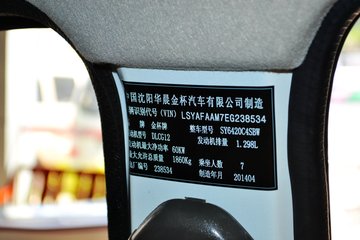 中国沈阳华晨金杯汽车有限公司制造
车辆识别代号(VIN) LSYAFAAM7EG238534
品牌 金杯牌 整车型号 SY6420C4SBW
发动机型号 DLCG12 发动机排量 1.298L
发动机最大净功率 60KW
最大允许总质量 1860Kg 乘坐人数 7
出厂编号 238534 制造年月 201404